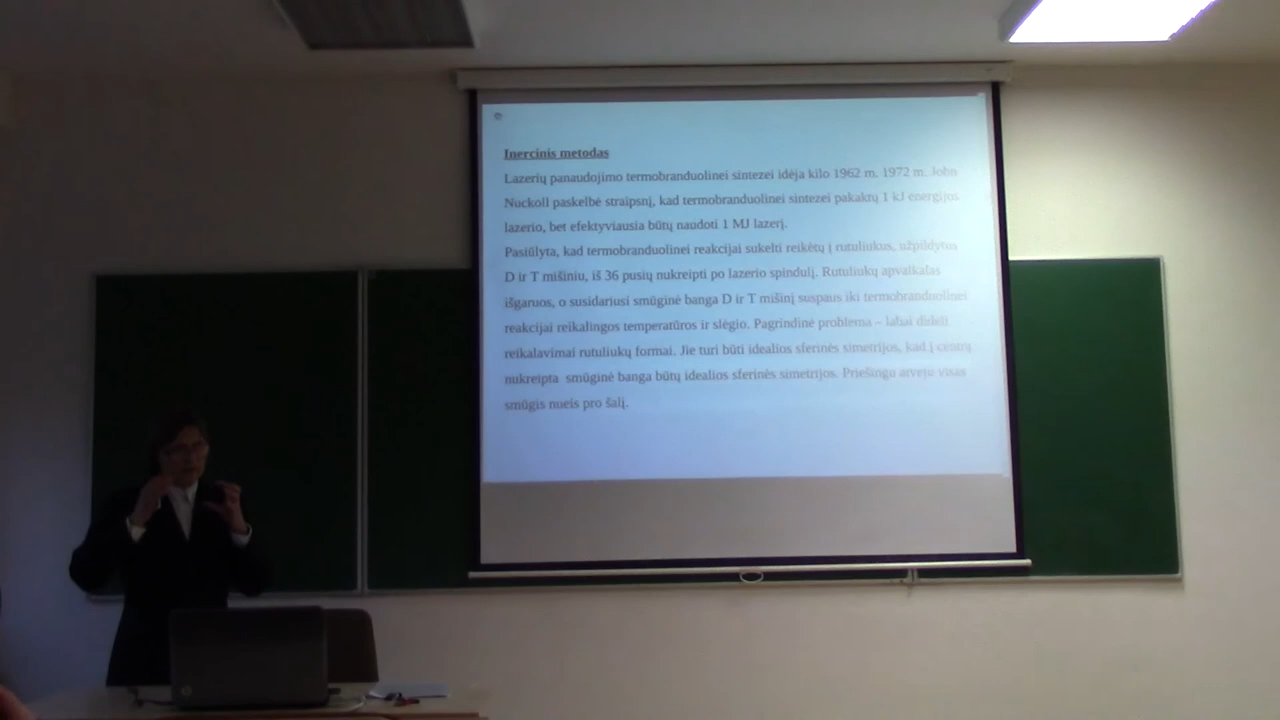 Inercinis metodas
Lazerių panaudojimo termobranduolinei sintezei idėja kilo 1962 m. 1972 m. John
Nuckoll paskelbė straipsnį, kad termobranduolinei sintezei pakaktų 1 kJ energijos
lazerio, bet efektyviausia būtų naudoti 1 MJ lazerį.
Pasiūlyta, kad termobranduolinei reakcijai sukelti reikėtų į rutuliukus, užpildytus
D ir T mišiniu, iš 36 pusių nukreipti po lazerio spindulį. Rutuliukų apvalkalas
išgaruos, o susidariusi smūginė banga D ir T mišinį suspaus iki termobranduolinei
reakcijai reikalingos temperatūros ir slėgio. Pagrindinė problema – labai dideli
reikalavimai rutuliukų formai. Jie turi būti idealios sferinės simetrijos, kad į centrą
nukreipta smūginė banga būtų idealios sferinės simetrijos. Priešingu atveju visas
smūgis nueis pro šalį.